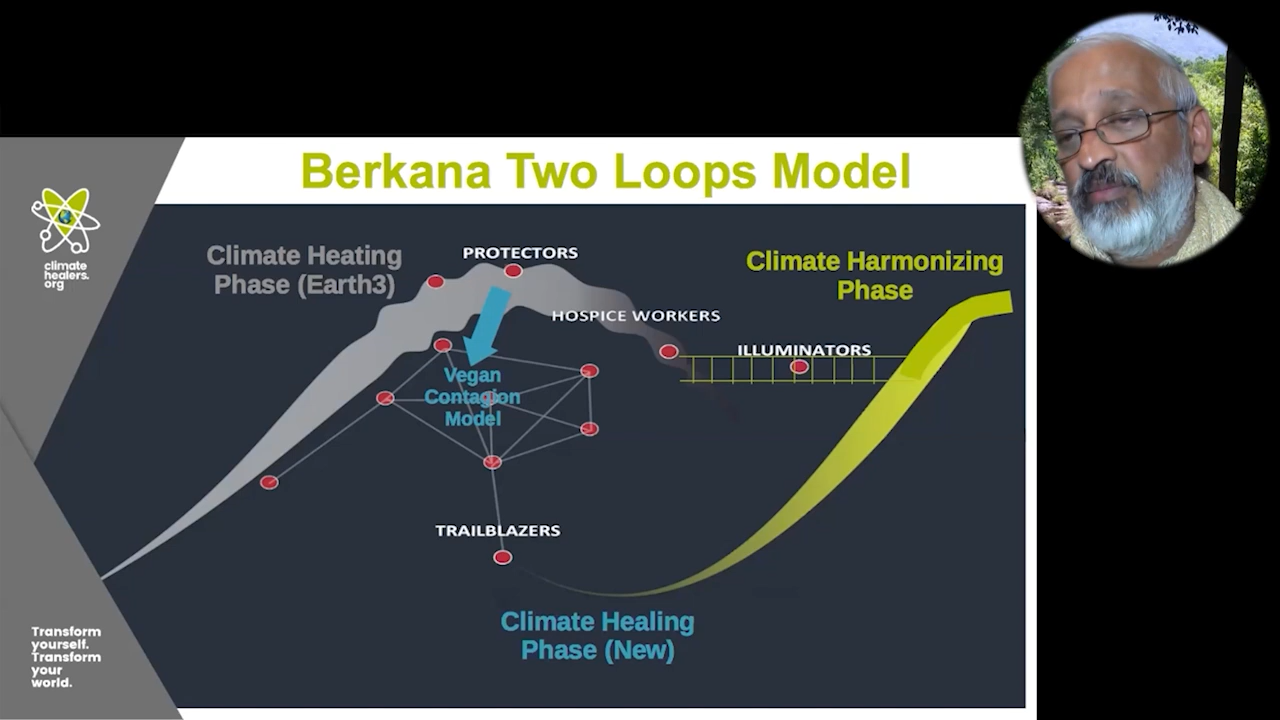 Berkana Two Loops Model
climate
healers.
org
Climate Heating
Phase (Earth3)
PROTECTORS
Climate Harmonizing
Phase
HOSPICE WORKERS
ILLUMINATORS
Vegan
Contagion
Model
TRAILBLAZERS
Climate Healing
Phase (New)
Transform
yourself.
Transform
your
world.